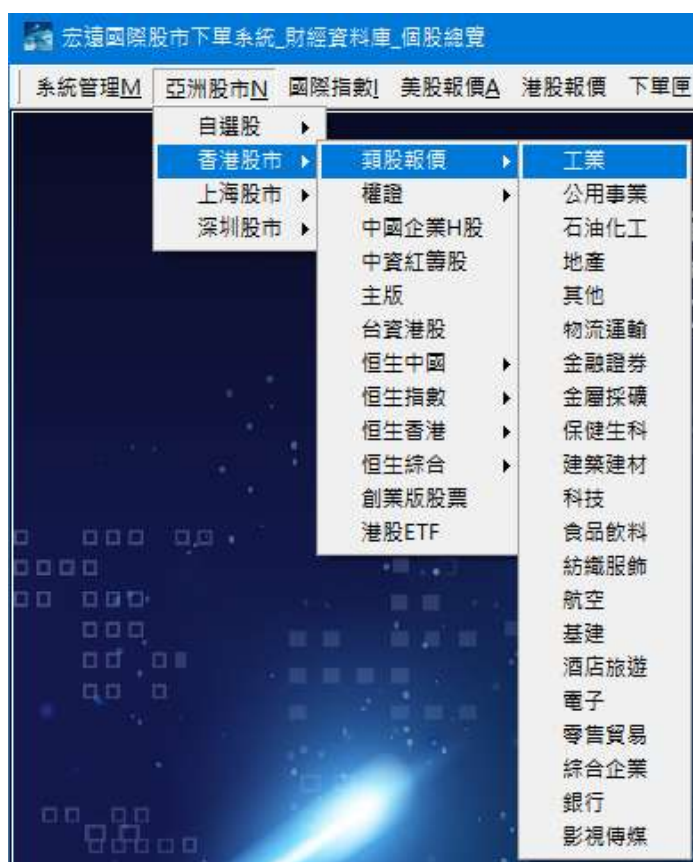 宏遠國際股市下單系統_財經資料庫_個股總覽
系統管理M 亞洲股市N 國際指數I 美股報價A 港股報價 下單匣
自選股
香港股市
上海股市
深圳股市
類股報價
權證
中國企業H股
中資紅籌股
主版
台資港股
恒生中國
恒生指數
恒生香港
恒生綜合
創業版股票
港股ETF
工業
公用事業
石油化工
地產
其他
物流運輸
金融證券
金屬採礦
保健生科
建築建材
科技
食品飲料
紡織服飾
航空
基建
酒店旅遊
電子
零售貿易
綜合企業
銀行
影視傳媒